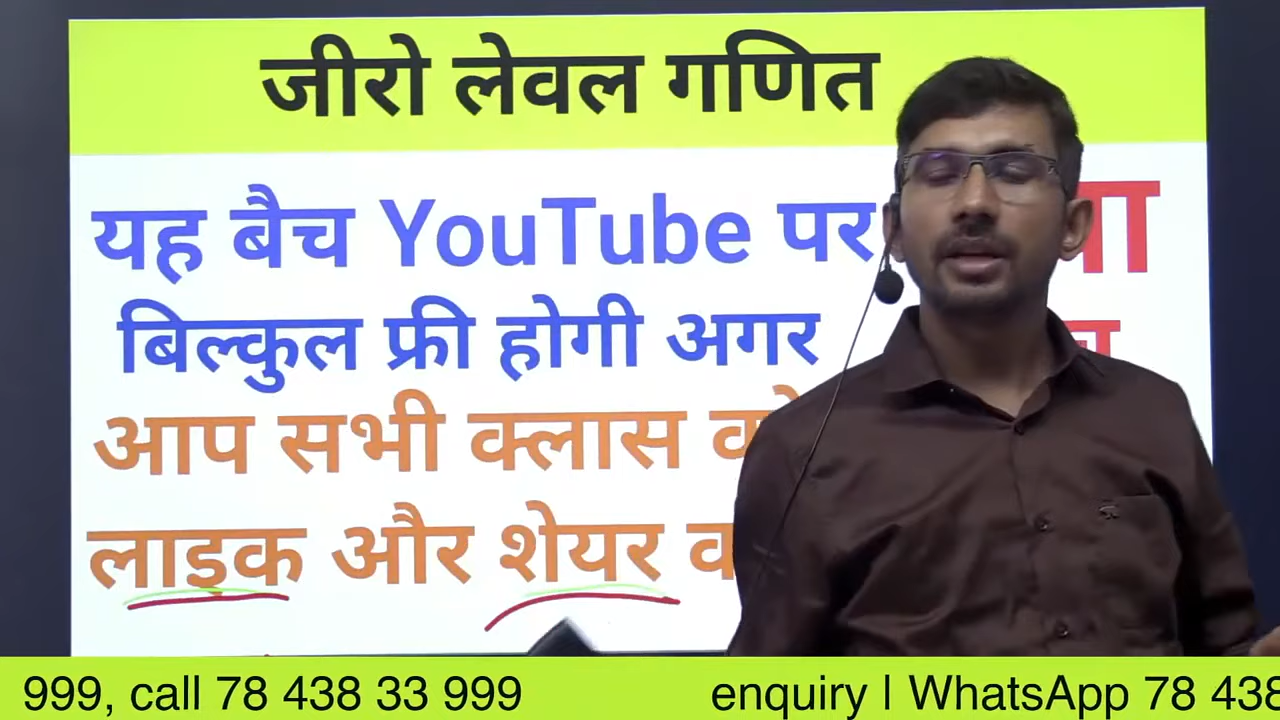 जीरो लेवल गणित
यह बैच YouTube पर
बिल्कुल फ्री होगी अगर
आप सभी क्लास
लाइक और शेयर
999, call 78 438 33 999 enquiry I WhatsApp 78 438